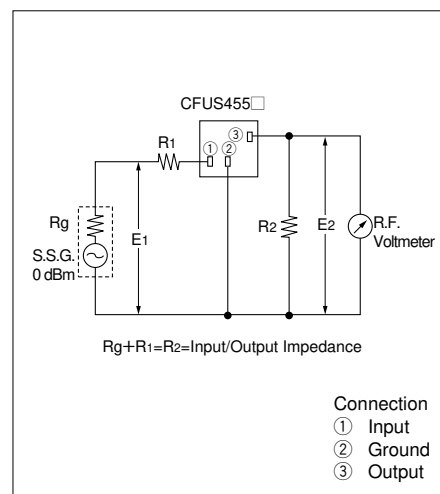 CFUS455□
③
R1
① ②
Rg
E1
R2
E2
R.F.
Voltmeter
S.S.G.
0 dBm
Rg+R1=R2=Input/Output Impedance
Connection
① Input
② Ground
③ Output